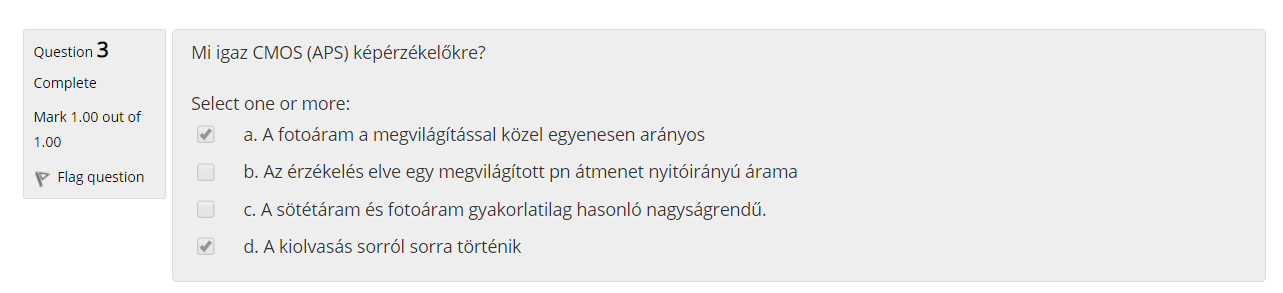 Question 3
Complete
Mark 1.00 out of
1.00
Flag question
Mi igaz CMOS (APS) képérzékelőkre?
Select one or more:
a. A fotoáram a megvilágítással közel egyenesen arányos
b. Az érzékelés elve egy megvilágított pn átmenet nyitóirányú árama
c. A sötétáram és fotoáram gyakorlatilag hasonló nagyságrendű.
d. A kiolvasás sorról sorra történik